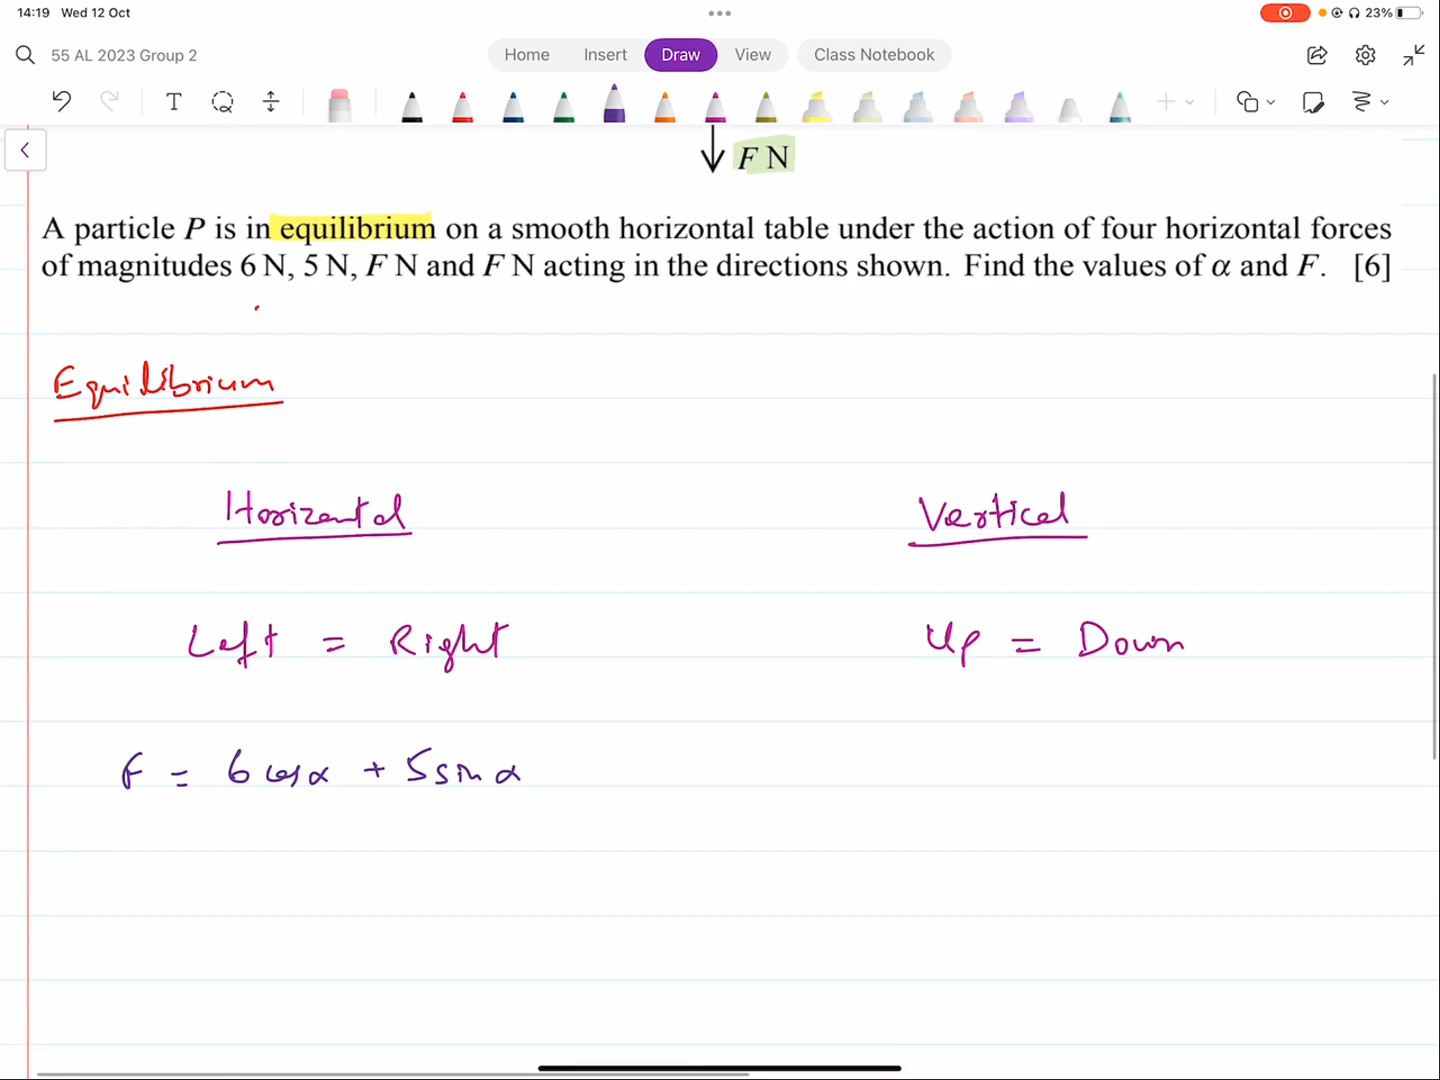 14:19 Wed 12 Oct
23%
55 AL 2023 Group 2
Home Insert Draw View Class Notebook
T
F N
A particle P is in equilibrium on a smooth horizontal table under the action of four horizontal forces
of magnitudes 6 N, 5 N, F N and F N acting in the directions shown. Find the values of α and F. [6]
Equilibrium
Horizontal Vertical
Left = Right Up = Down
F = 6 cosα + 5 sin α